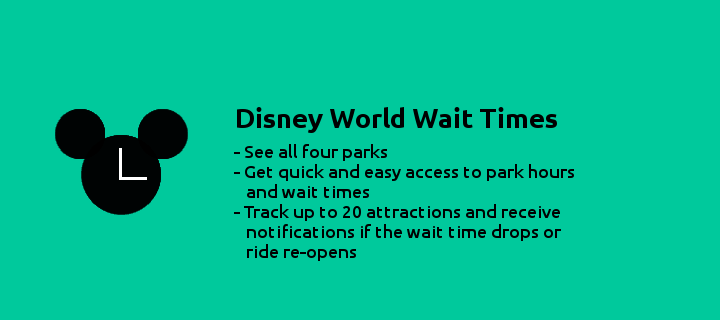 Disney World Wait Times
- See all four parks
- Get quick and easy access to park hours
and wait times
- Track up to 20 attractions and receive
notifications if the wait time drops or
ride re-opens